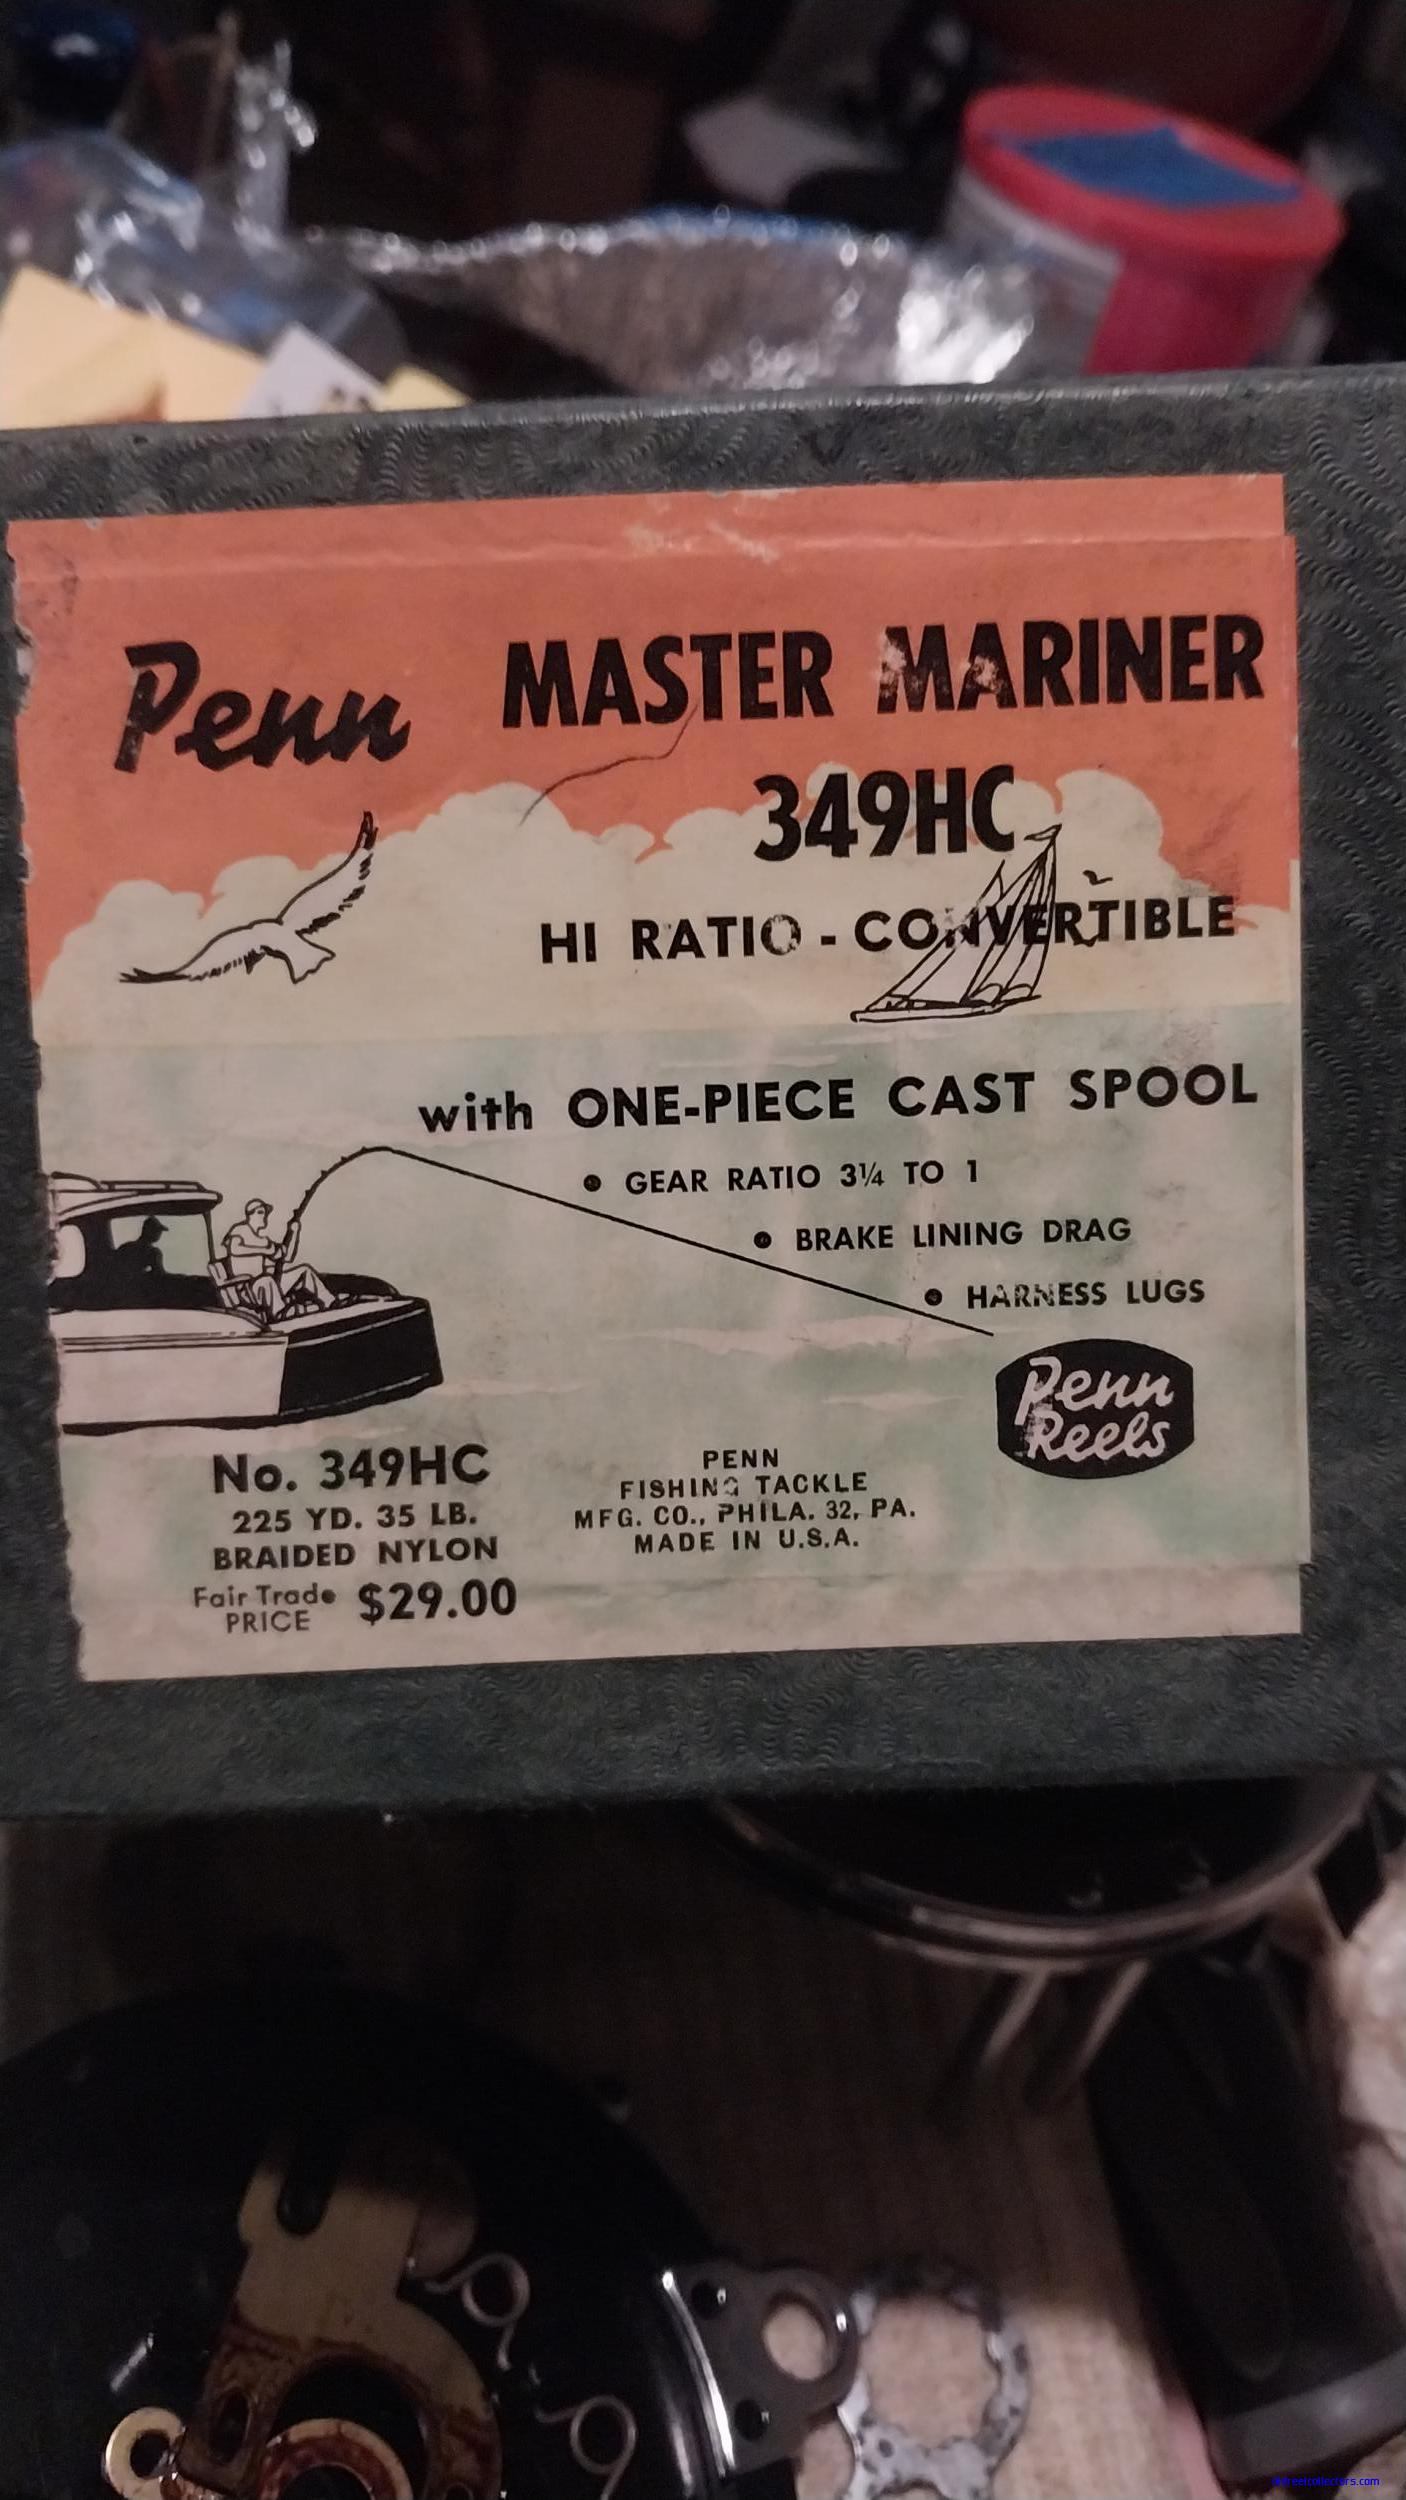 Penn MASTER MARINER
349HC
HI RATIO - CONVERTIBLE
with ONE-PIECE CAST SPOOL
• GEAR RATIO 3¼ TO 1
• BRAKE LINING DRAG
• HARNESS LUGS
Penn
Reels
No. 349HC
225 YD. 35 LB.
BRAIDED NYLON
Fair Trade
PRICE $29.00
PENN
FISHING TACKLE
MFG. CO., PHILA. 32, PA.
MADE IN U.S.A.